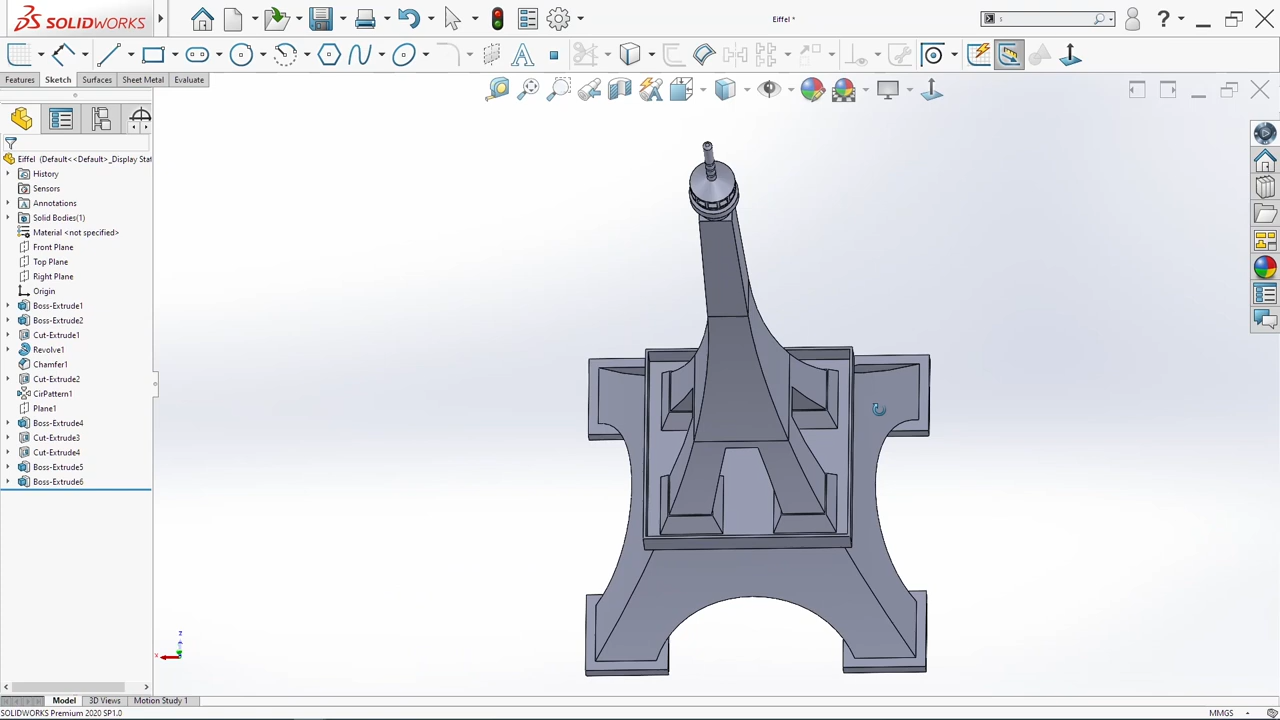 SOLIDWORKS
Eiffel *
s
?
Features
Sketch
Surfaces
Sheet Metal
Evaluate
Eiffel (Default<<Default>_Display Stat
History
Sensors
Annotations
Solid Bodies(1)
Material <not specified>
Front Plane
Top Plane
Right Plane
Origin
Boss-Extrude1
Boss-Extrude2
Cut-Extrude1
Revolve1
Chamfer1
Cut-Extrude2
CirPattern1
Plane1
Boss-Extrude4
Cut-Extrude3
Cut-Extrude4
Boss-Extrude5
Boss-Extrude6
z
x
Model
3D Views
Motion Study 1
SOLIDWORKS Premium 2020 SP1.0
MMGS